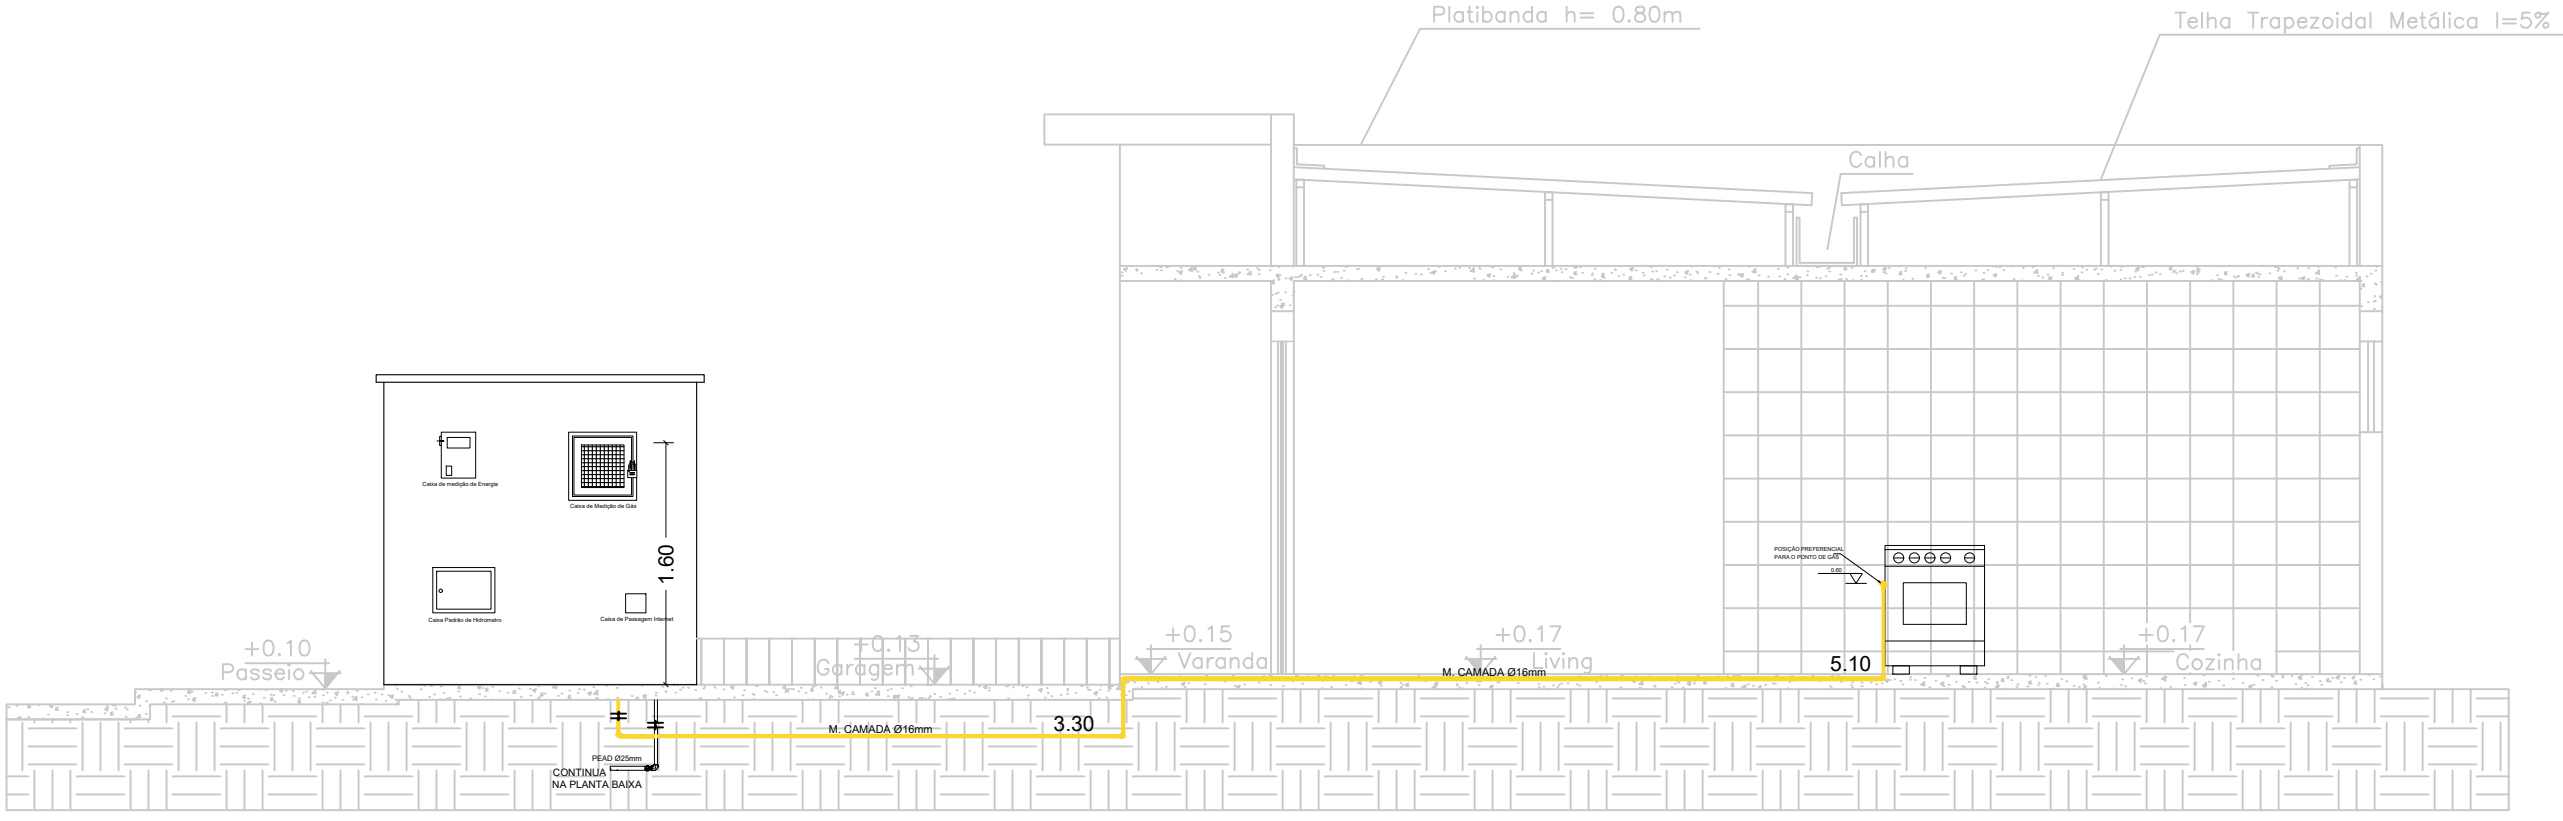 Platibanda h= 0.80m
Telha Trapezoidal Metálica I=5%
Calha
Caixa de medição de Energia
Caixa de Medição de Gás
1.60
Caixa Padrão de Hidrometro
Caixa de Passagem Internet
POSIÇÃO PREFERENCIAL
PARA O PONTO DE GÁS
0.60
+0.10
Passeio
+0.13
Garagem
+0.15
Varanda
+0.17
Living
+0.17
Cozinha
5.10
M. CAMADA Ø16mm
3.30
M. CAMADA Ø16mm
PEAD Ø25mm
CONTINUA
NA PLANTA BAIXA